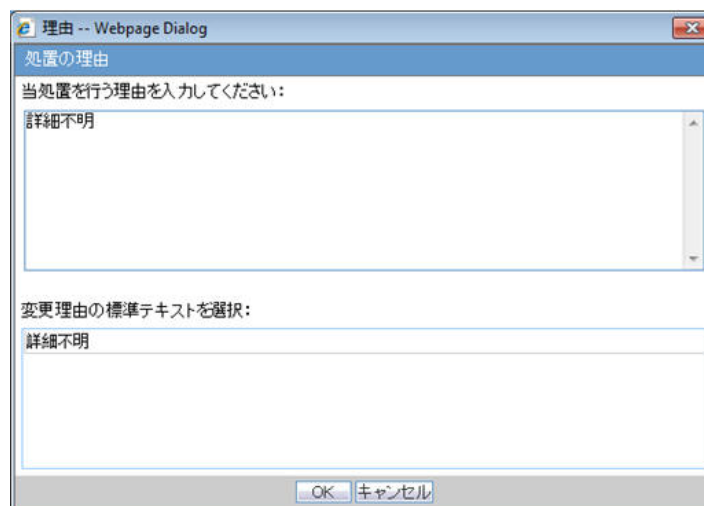 理由 -- Webpage Dialog
処置の理由
当処置を行う理由を入力してください:
詳細不明
変更理由の標準テキストを選択:
詳細不明
OK キャンセル